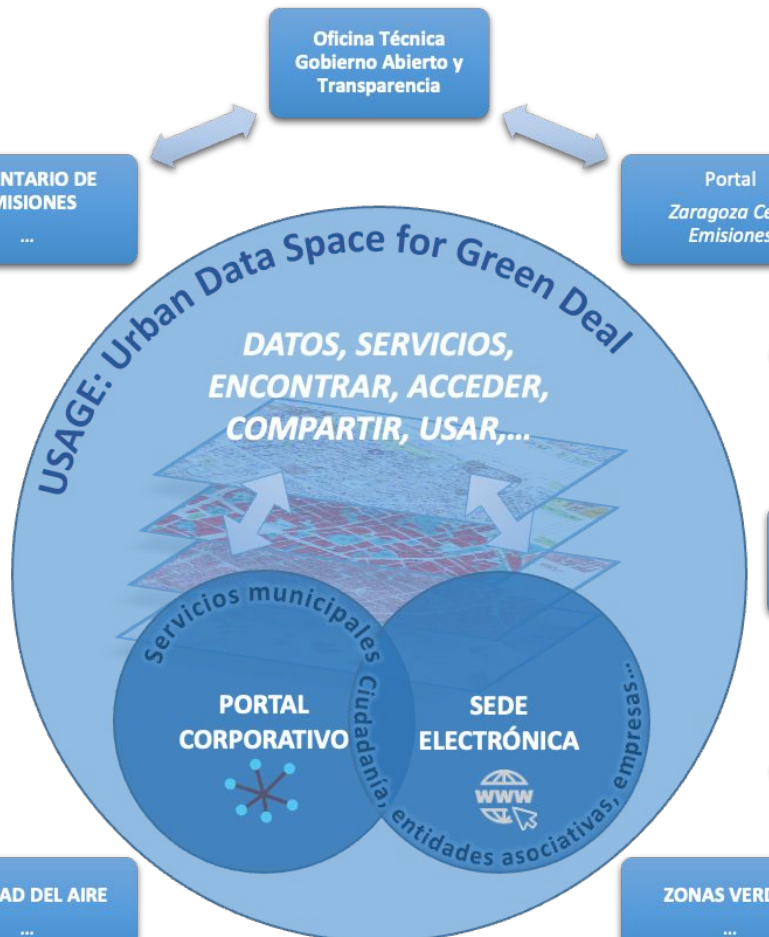 Oficina Técnica
Gobierno Abierto y
Transparencia
NTARIO DE
MISIONES
...
Portal
Zaragoza Ce
Emisiones
USAGE: Urban Data Space for Green Deal
DATOS, SERVICIOS,
ENCONTRAR, ACCEDER,
COMPARTIR, USAR,...
Servicios municipales
Ciudadanía, entidades asociativas, empresas...
PORTAL
CORPORATIVO
SEDE
ELECTRÓNICA
WWW
AD DEL AIRE
...
ZONAS VERD
...